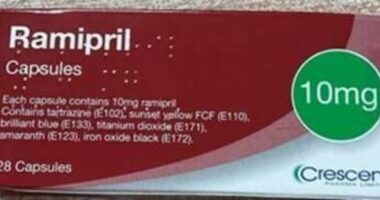 Ramipril
Capsules
Each capsule contains 10mg ramipril
Contains tartrazine (E102), sunset yellow FCF (E110),
brilliant blue (E133), titanium dioxide (E171),
amaranth (E123), iron oxide black (E172).
10mg
28 Capsules
Crescen
PHARMA LIMITE